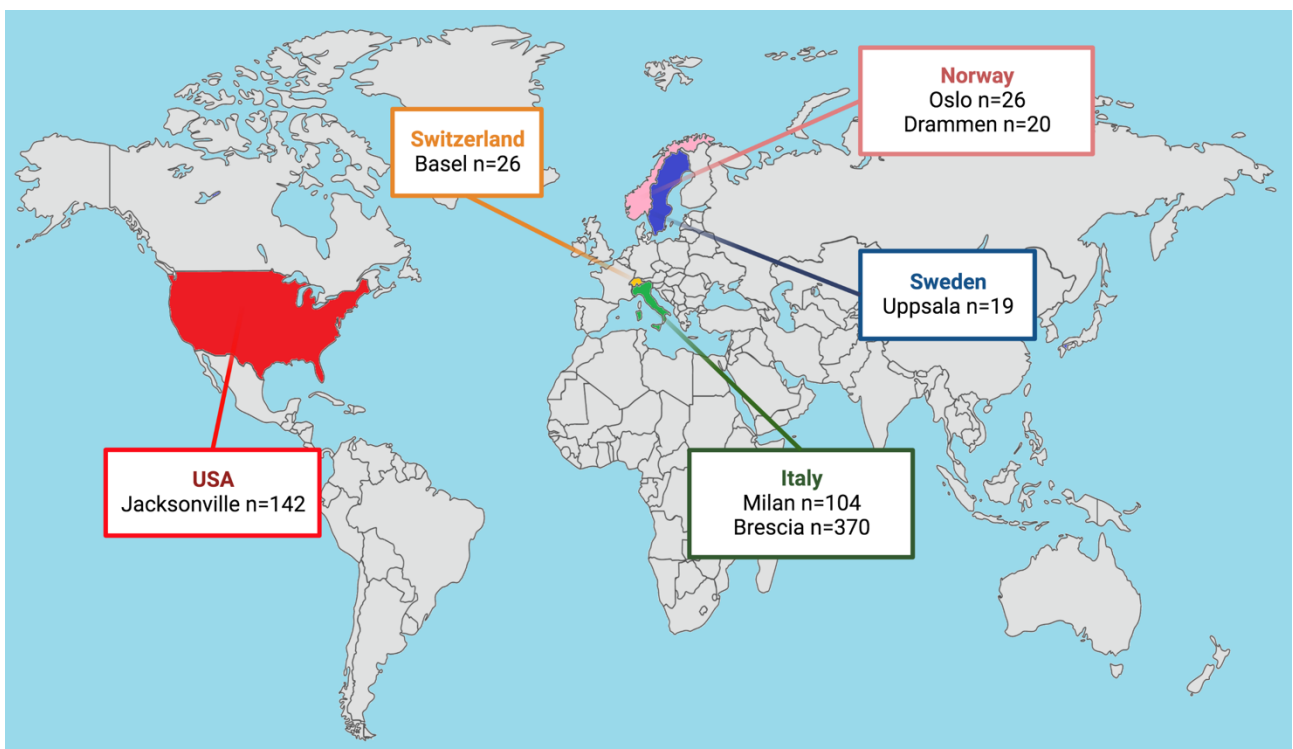 Norway
Oslo n=26
Drammen n=20
Switzerland
Basel n=26
Sweden
Uppsala n=19
USA
Jacksonville n=142
Italy
Milan n=104
Brescia n=370